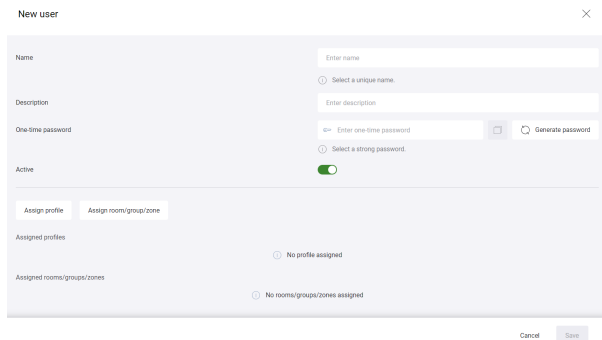 New user
Name
Enter name
Select a unique name.
Description
Enter description
One-time password
Enter one-time password
Generate password
Select a strong password.
Active
Assign profile
Assign room/group/zone
Assigned profiles
No profile assigned
Assigned rooms/groups/zones
No rooms/groups/zones assigned
Cancel
Save